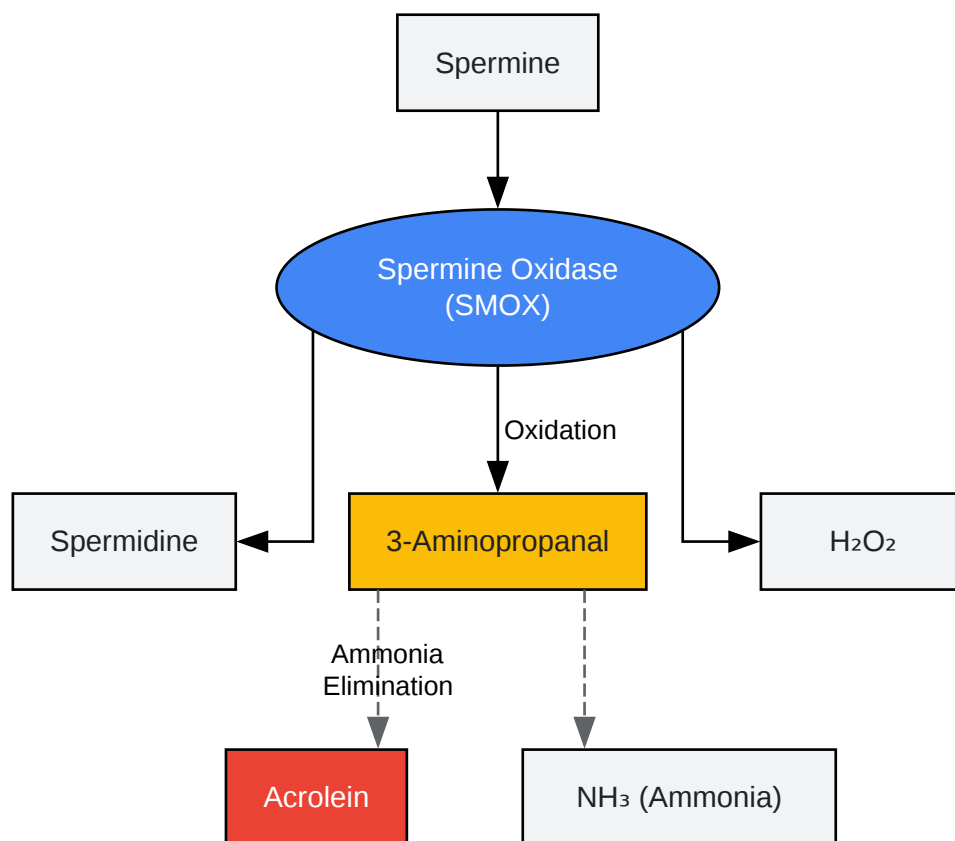 Spermine
Spermine Oxidase
(SMOX)
Oxidation
Spermidine
3-Aminopropanal
H₂O₂
Ammonia
Elimination
Acrolein
NH₃ (Ammonia)